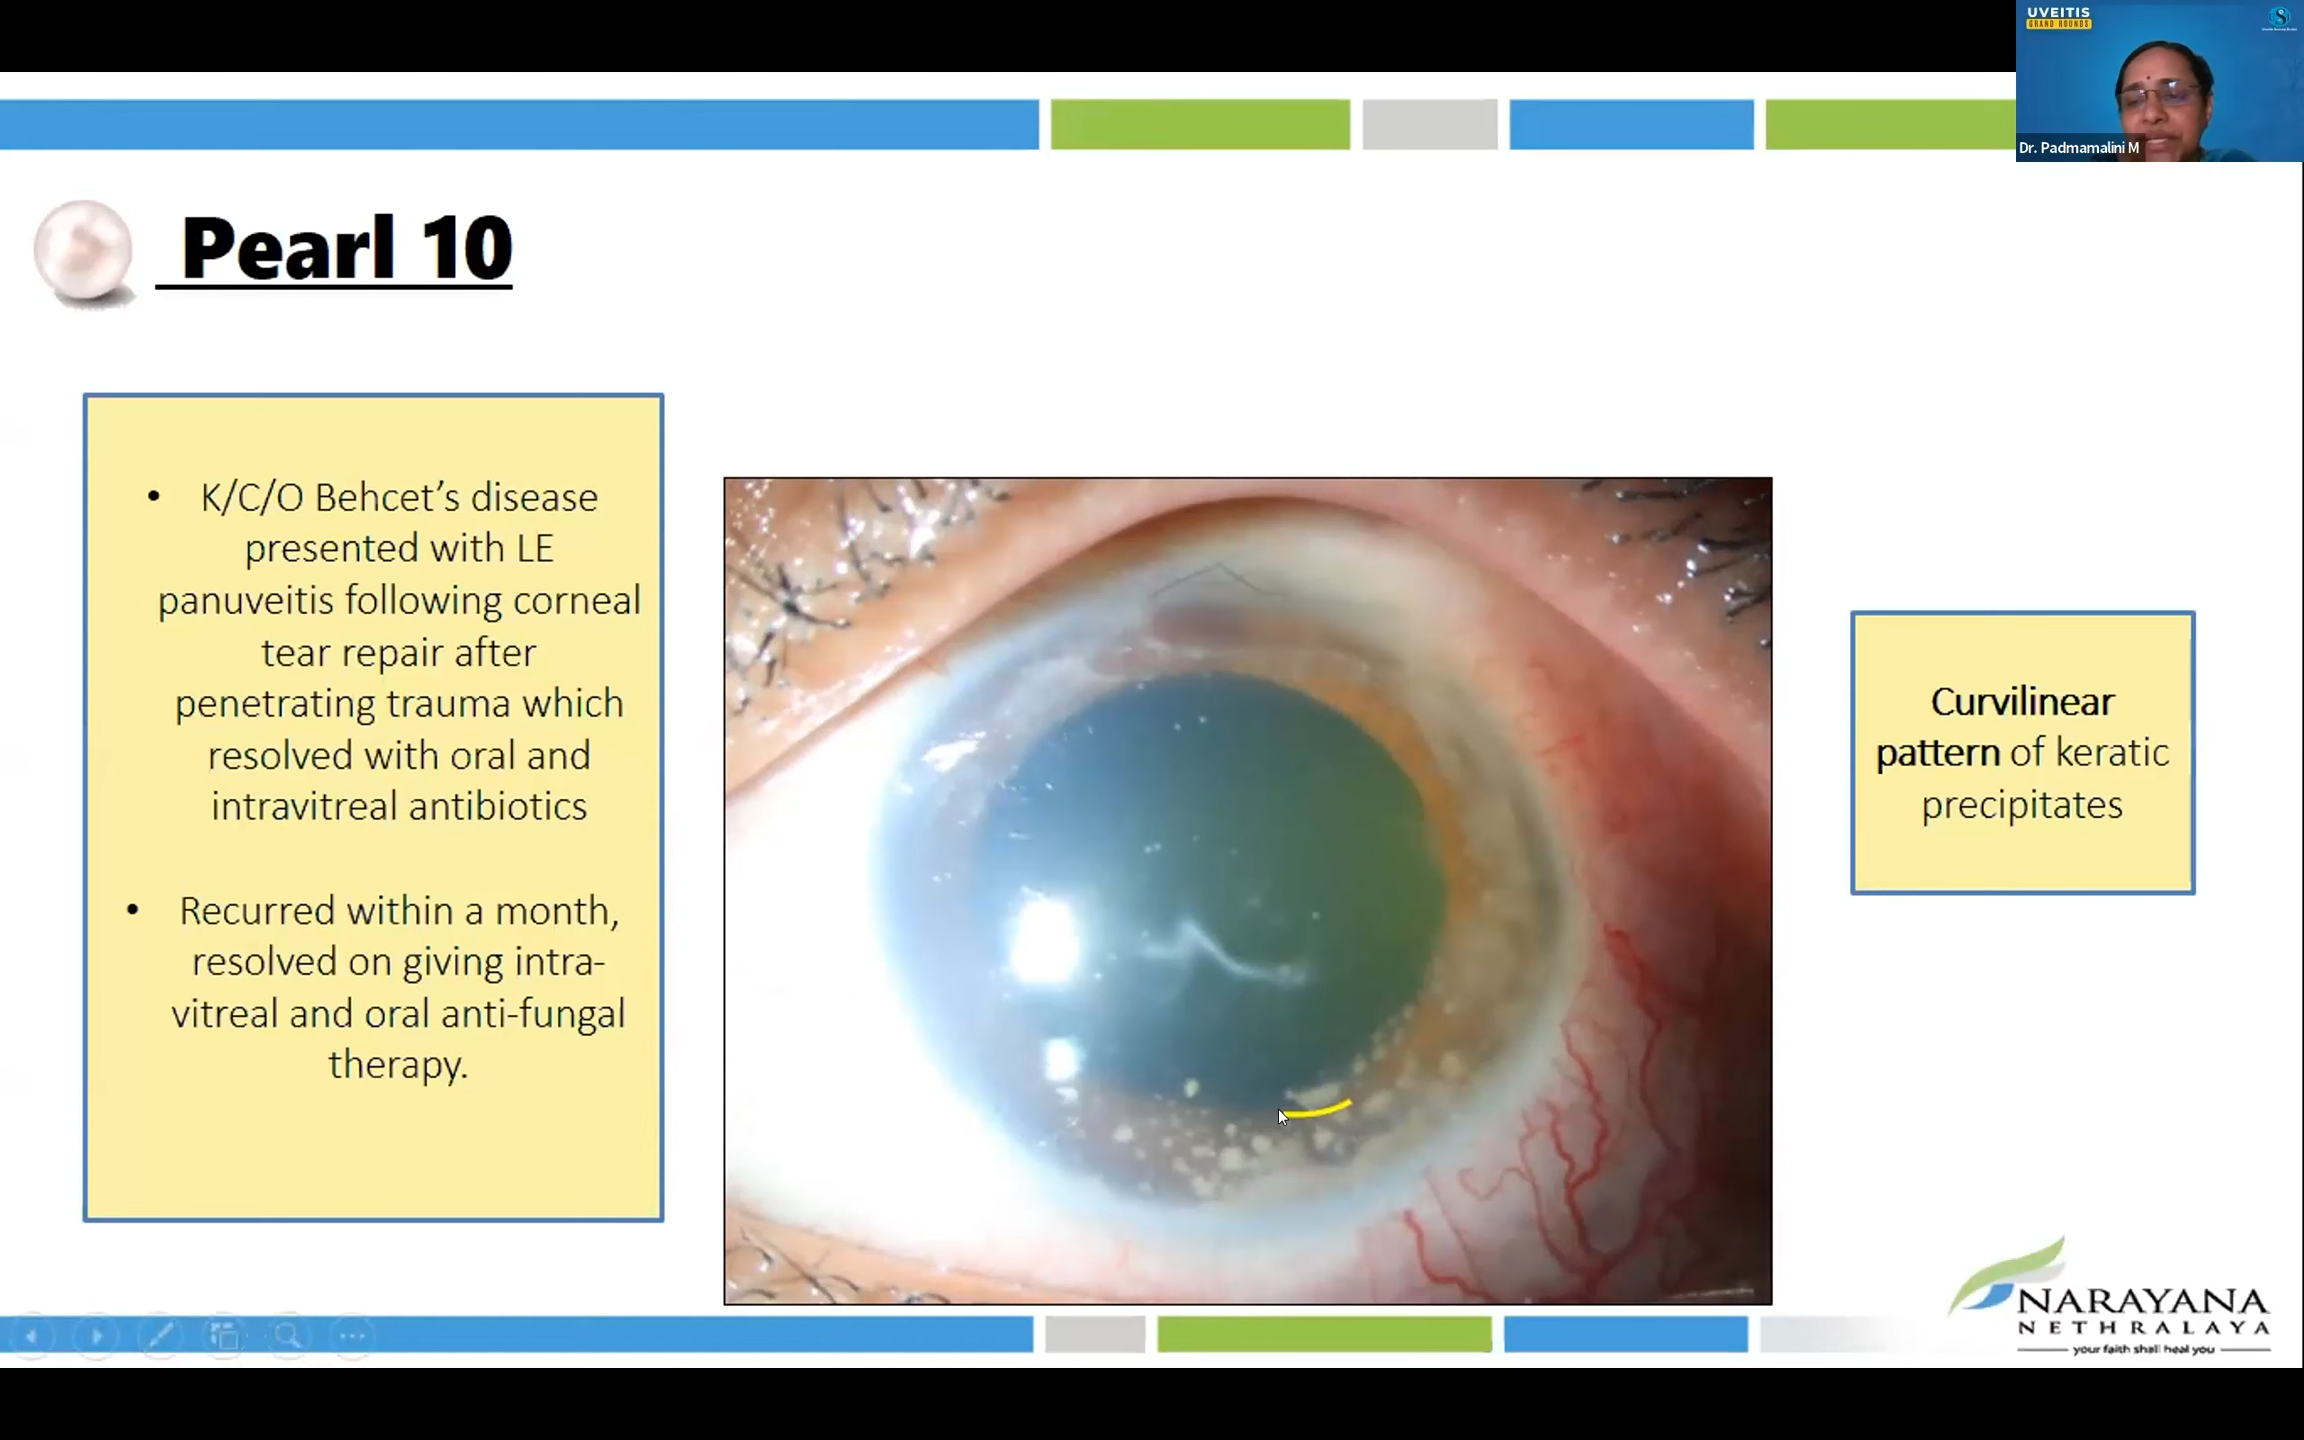 UVEITIS
GRAND ROUNDS
Dr. Padmamalini M
Pearl 10
• K/C/O Behcet’s disease
presented with LE
panuveitis following corneal
tear repair after
penetrating trauma which
resolved with oral and
intravitreal antibiotics
• Recurred within a month,
resolved on giving intra-
vitreal and oral anti-fungal
therapy.
Curvilinear
pattern of keratic
precipitates
NARAYANA
NETHRALAYA
your faith shall heal you